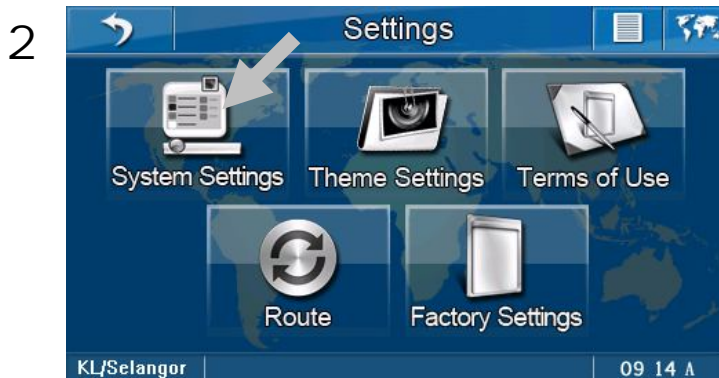 2
Settings
System Settings
Theme Settings
Terms of Use
Route
Factory Settings
KL/Selangor
09 14 A